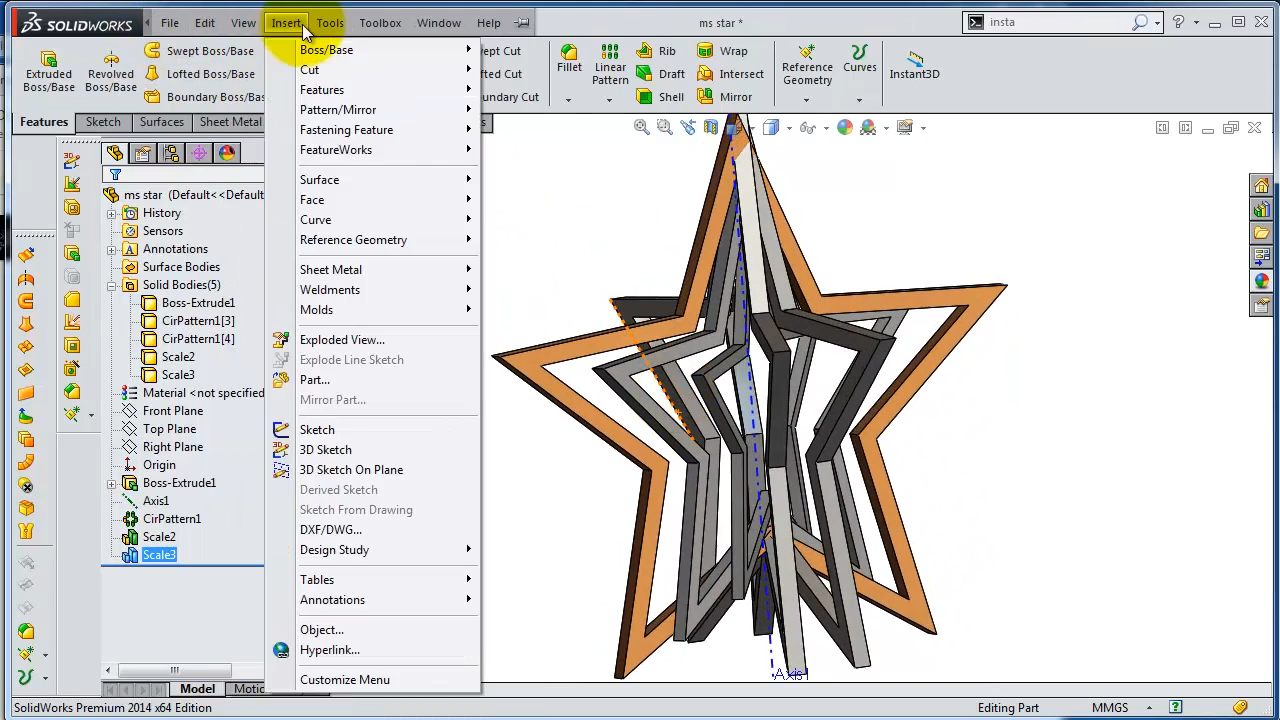 SOLIDWORKS File Edit View Insert Tools Toolbox Window Help ms star * insta
Extruded Boss/Base
Revolved Boss/Base
Swept Boss/Base
Lofted Boss/Base
Boundary Boss/Ba
ept Cut
fted Cut
undary Cut
Fillet
Linear Pattern
Rib
Draft
Shell
Wrap
Intersect
Mirror
Reference Geometry
Curves
Instant3D
Features Sketch Surfaces Sheet Metal
ms star (Default<<Default
History
Sensors
Annotations
Surface Bodies
Solid Bodies(5)
Boss-Extrude1
CirPattern1[3]
CirPattern1[4]
Scale2
Scale3
Material <not specified
Front Plane
Top Plane
Right Plane
Origin
Boss-Extrude1
Axis1
CirPattern1
Scale2
Scale3
Boss/Base
Cut
Features
Pattern/Mirror
Fastening Feature
FeatureWorks
Surface
Face
Curve
Reference Geometry
Sheet Metal
Weldments
Molds
Exploded View...
Explode Line Sketch
Part...
Mirror Part...
Sketch
3D Sketch
3D Sketch On Plane
Derived Sketch
Sketch From Drawing
DXF/DWG...
Design Study
Tables
Annotations
Object...
Hyperlink...
Customize Menu
Axis1
Model Motio
SolidWorks Premium 2014 x64 Edition Editing Part MMGS